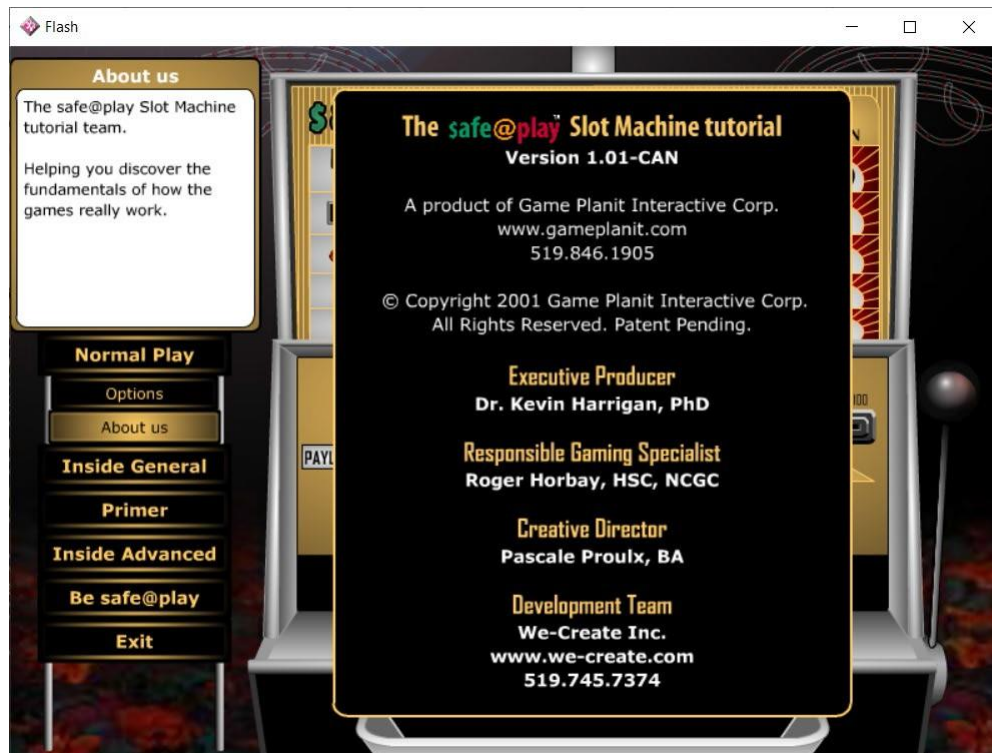 Flash
About us
The safe@play Slot Machine
tutorial team.
Helping you discover the
fundamentals of how the
games really work.
Normal Play
Options
About us
Inside General
Primer
Inside Advanced
Be safe@play
Exit
The safe@play™ Slot Machine tutorial
Version 1.01-CAN
A product of Game Planit Interactive Corp.
www.gameplanit.com
519.846.1905
© Copyright 2001 Game Planit Interactive Corp.
All Rights Reserved. Patent Pending.
Executive Producer
Dr. Kevin Harrigan, PhD
Responsible Gaming Specialist
Roger Horbay, HSC, NCGC
Creative Director
Pascale Proulx, BA
Development Team
We-Create Inc.
www.we-create.com
519.745.7374
PAYL